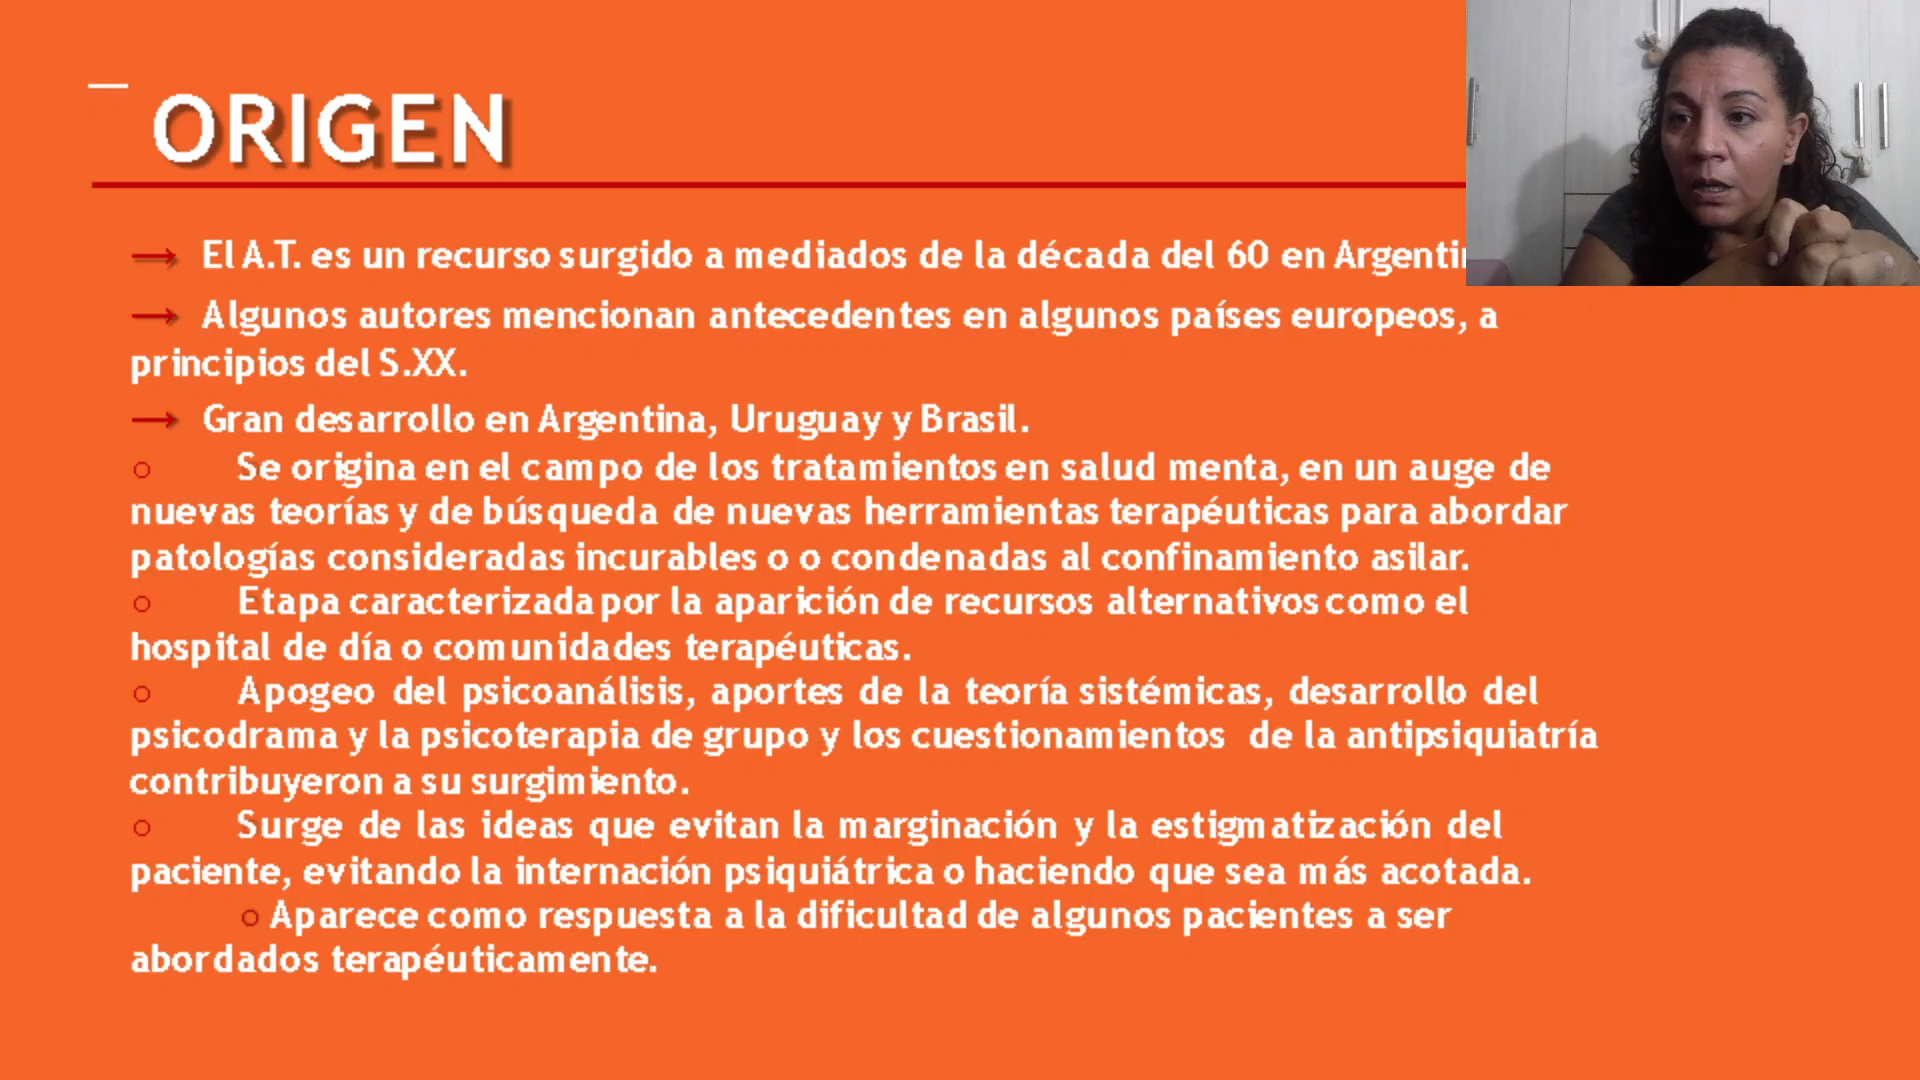 ORIGEN
→ El A.T. es un recurso surgido a mediados de la década del 60 en
→ Algunos autores mencionan antecedentes en algunos países europeos, a
principios del S.XX.
→ Gran desarrollo en Argentina, Uruguay y Brasil.
○ Se origina en el campo de los tratamientos en salud menta, en un auge de
nuevas teorías y de búsqueda de nuevas herramientas terapéuticas para abordar
patologías consideradas incurables o o condenadas al confinamiento asilar.
○ Etapa caracterizada por la aparición de recursos alternativos como el
hospital de día o comunidades terapéuticas.
○ Apogeo del psicoanálisis, aportes de la teoría sistémicas, desarrollo del
psicodrama y la psicoterapia de grupo y los cuestionamientos de la antipsiquiatría
contribuyeron a su surgimiento.
○ Surge de las ideas que evitan la marginación y la estigmatización del
paciente, evitando la internación psiquiátrica o haciendo que sea más acotada.
○ Aparece como respuesta a la dificultad de algunos pacientes a ser
abordados terapéuticamente.